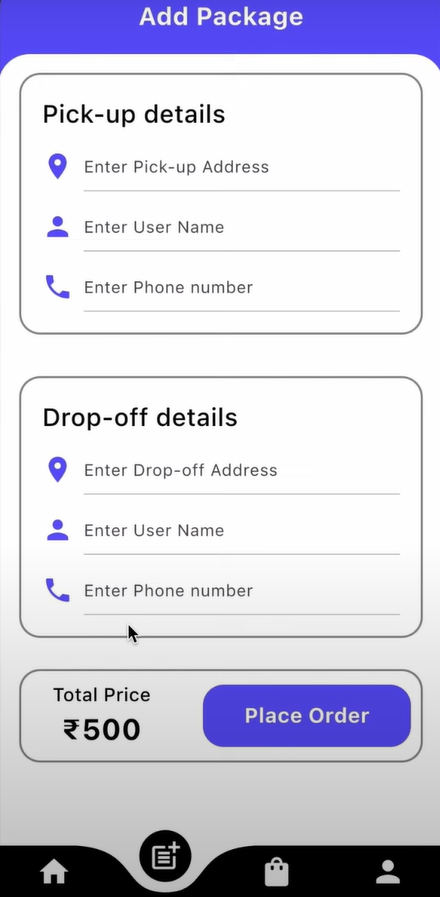 Add Package
Pick-up details
Enter Pick-up Address
Enter User Name
Enter Phone number
Drop-off details
Enter Drop-off Address
Enter User Name
Enter Phone number
Total Price
₹500
Place Order